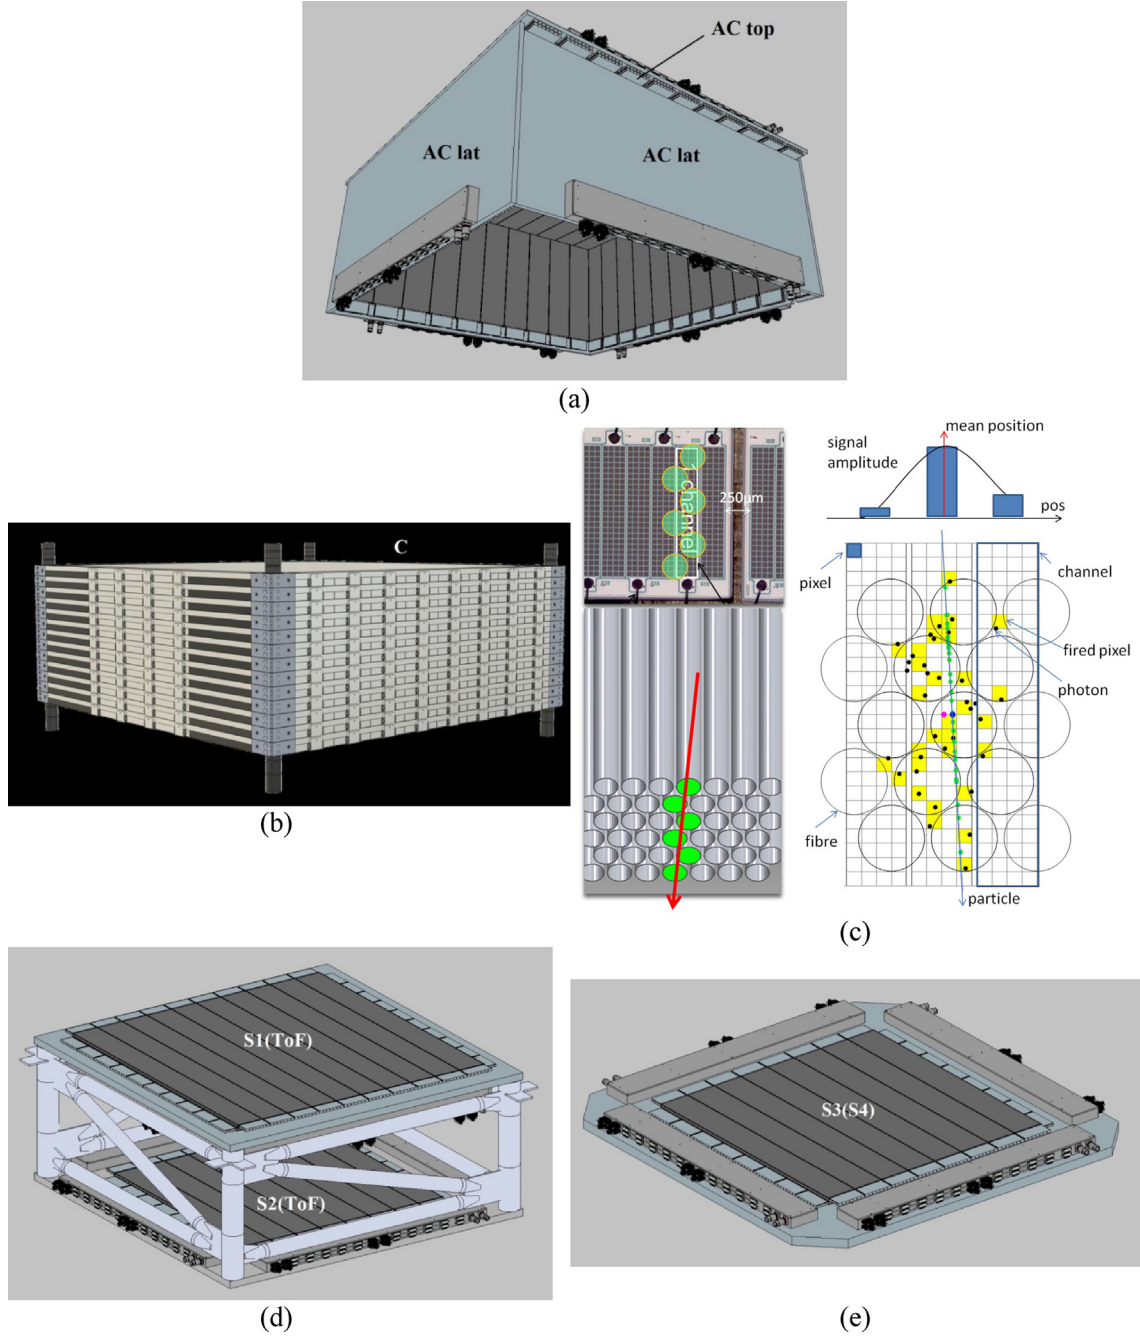 AC top
AC lat
AC lat
(a)
1 channel
250µm
signal
amplitude
mean position
pos
pixel
channel
fired pixel
photon
fibre
particle
C
(b)
(c)
S1(ToF)
S2(ToF)
S3(S4)
(d)
(e)